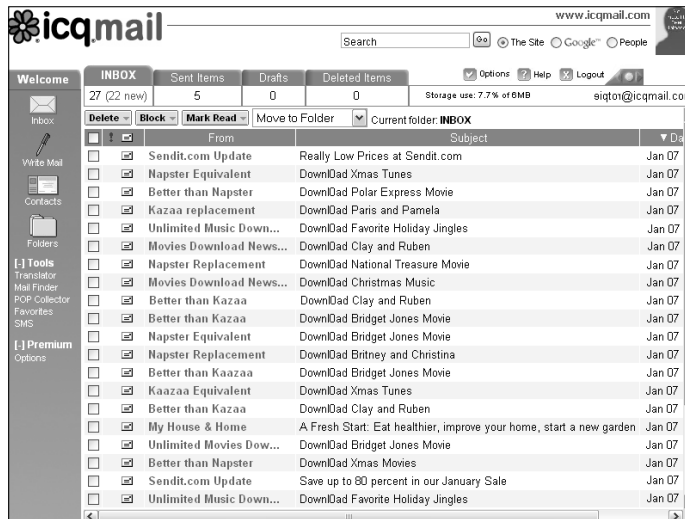 www.icqmail.com
icqmail
Search Go The Site Google™ People
Welcome INBOX Sent Items Drafts Deleted Items Options Help Logout
27 (22 new) 5 0 0 Storage use: 7.7% of 6MB siqto1@icqmail.co
Inbox
Write Mail
Contacts
Folders
[-] Tools
Translator
Mail Finder
POP Collector
Favorites
SMS
[-] Premium
Options
Delete Block Mark Read Move to Folder Current folder: INBOX
! From Subject Da
Sendit.com Update Really Low Prices at Sendit.com Jan 07
Napster Equivalent Downl0ad Xmas Tunes Jan 07
Better than Napster Downl0ad Polar Express Movie Jan 07
Kazaa replacement Downl0ad Paris and Pamela Jan 07
Unlimited Music Down... Downl0ad Favorite Holiday Jingles Jan 07
Movies Download News... Downl0ad Clay and Ruben Jan 07
Napster Replacement Downl0ad National Treasure Movie Jan 07
Movies Download News... Downl0ad Christmas Music Jan 07
Better than Kazaa Downl0ad Clay and Ruben Jan 07
Better than Kazaa Downl0ad Bridget Jones Movie Jan 07
Napster Equivalent Downl0ad Bridget Jones Movie Jan 07
Napster Replacement Downl0ad Britney and Christina Jan 07
Better than Kaazaa Downl0ad Bridget Jones Movie Jan 07
Kaazaa Equivalent Downl0ad Xmas Tunes Jan 07
Better than Kazaa Downl0ad Clay and Ruben Jan 07
My House & Home A Fresh Start: Eat healthier, improve your home, start a new garden Jan 07
Unlimited Movies Dow... Downl0ad Bridget Jones Movie Jan 07
Better than Napster Downl0ad Xmas Movies Jan 07
Sendit.com Update Save up to 80 percent in our January Sale Jan 07
Unlimited Music Down... Downl0ad Favorite Holiday Jingles Jan 07